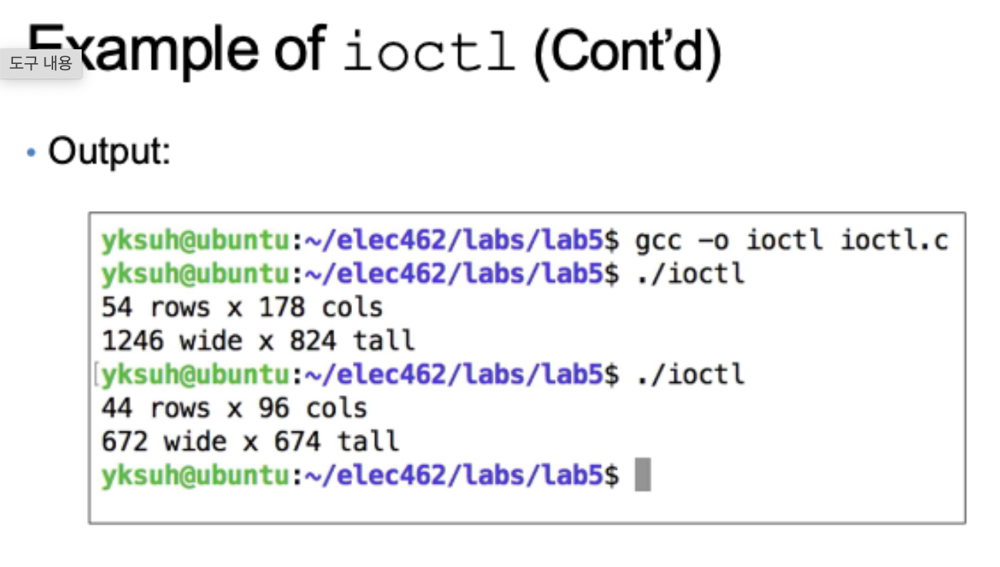 Example of ioctl (Cont’d)
도구 내용
• Output:
yksuh@ubuntu:~/elec462/labs/lab5$ gcc -o ioctl ioctl.c
yksuh@ubuntu:~/elec462/labs/lab5$ ./ioctl
54 rows x 178 cols
1246 wide x 824 tall
[yksuh@ubuntu:~/elec462/labs/lab5$ ./ioctl
44 rows x 96 cols
672 wide x 674 tall
yksuh@ubuntu:~/elec462/labs/lab5$